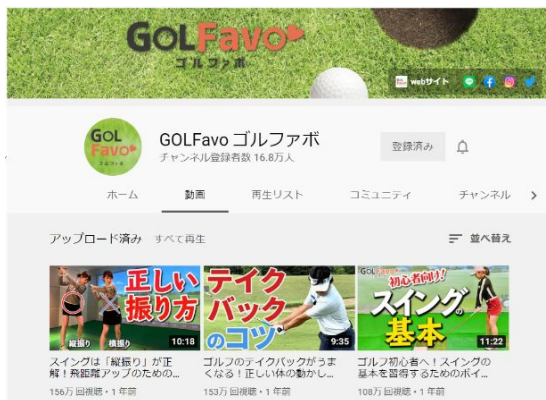 GOLFavo
ゴルファボ
webサイト
GOL
Favo
GOLFavo ゴルファボ
チャンネル登録者数 16.8万人
登録済み
ホーム 動画 再生リスト コミュニティ チャンネル
アップロード済み すべて再生 並べ替え
正しい
振り方
縦振り 横振り
10:18
テイク
バック
のコツ
9:35
GOLFavo
初心者向け!
スイングの
基本
11:22
スイングは「縦振り」が正
解！飛距離アップのための...
156万 回視聴・1 年前
ゴルフのテイクバックがうま
くなる！正しい体の動かし...
153万 回視聴・1 年前
ゴルフ初心者へ！スイングの
基本を習得するためのポイ...
108万 回視聴・1 年前